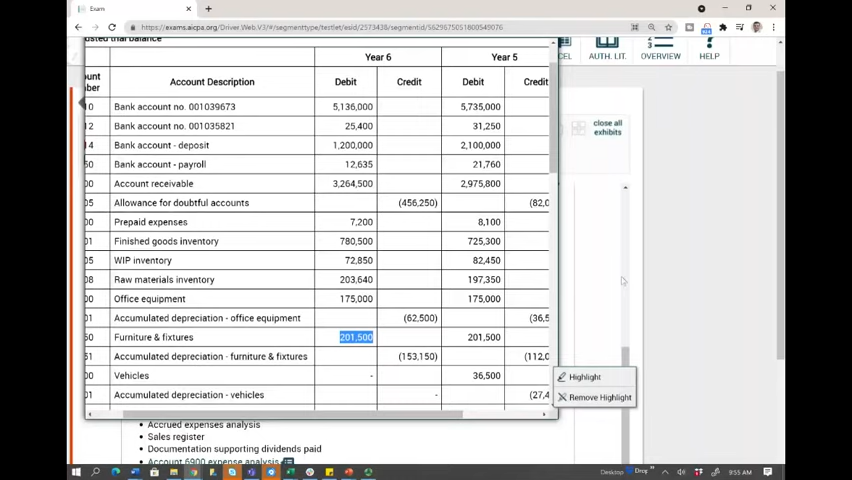 Exam
https://exams.aicpa.org/Driver.Web.V3/#/segmenttype/testlet/esid/2573438/segmentid/5629675051800549076
usted trial balance
Year 6 Year 5
ount
ber
Account Description Debit Credit Debit Credit
10 Bank account no. 001039673 5,136,000 5,735,000
12 Bank account no. 001035821 25,400 31,250
14 Bank account - deposit 1,200,000 2,100,000
50 Bank account - payroll 12,635 21,760
00 Account receivable 3,264,500 2,975,800
05 Allowance for doubtful accounts (456,250) (82,0
00 Prepaid expenses 7,200 8,100
01 Finished goods inventory 780,500 725,300
05 WIP inventory 72,850 82,450
08 Raw materials inventory 203,640 197,350
00 Office equipment 175,000 175,000
01 Accumulated depreciation - office equipment (62,500) (36,5
50 Furniture & fixtures 201,500 201,500
51 Accumulated depreciation - furniture & fixtures (153,150) (112,0
00 Vehicles - 36,500
01 Accumulated depreciation - vehicles - (27,4
CEL AUTH. LIT. OVERVIEW HELP
close all
exhibits
Highlight
Remove Highlight
• Accrued expenses analysis
• Sales register
• Documentation supporting dividends paid
• Account 6900 expense analysis
Desktop
Drop
9:55 AM